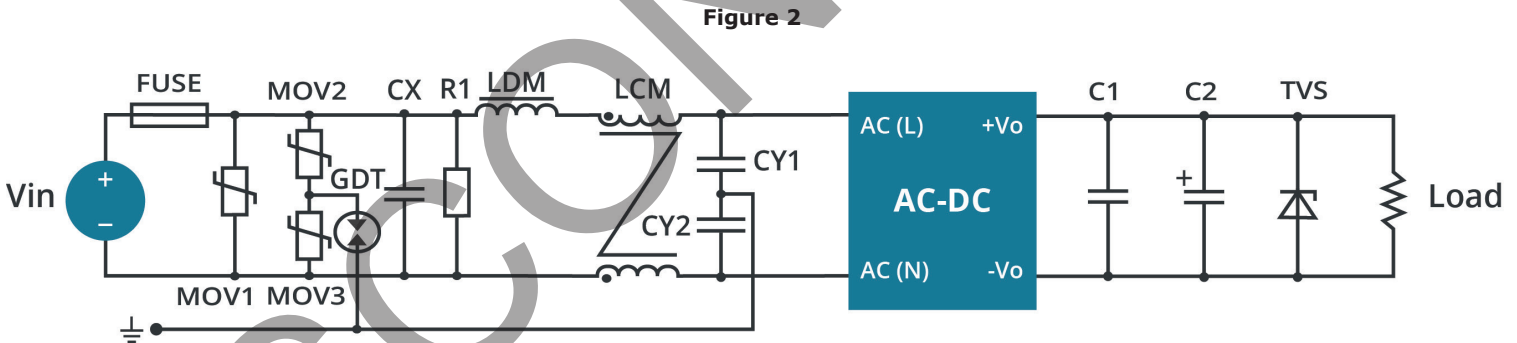 Figure 2
FUSE
MOV2
CX
R1
LDM
LCM
C1
C2
TVS
AC (L)
+Vo
CY1
GDT
Vin
+
−
AC-DC
+
Load
CY2
AC (N)
-Vo
MOV1
MOV3